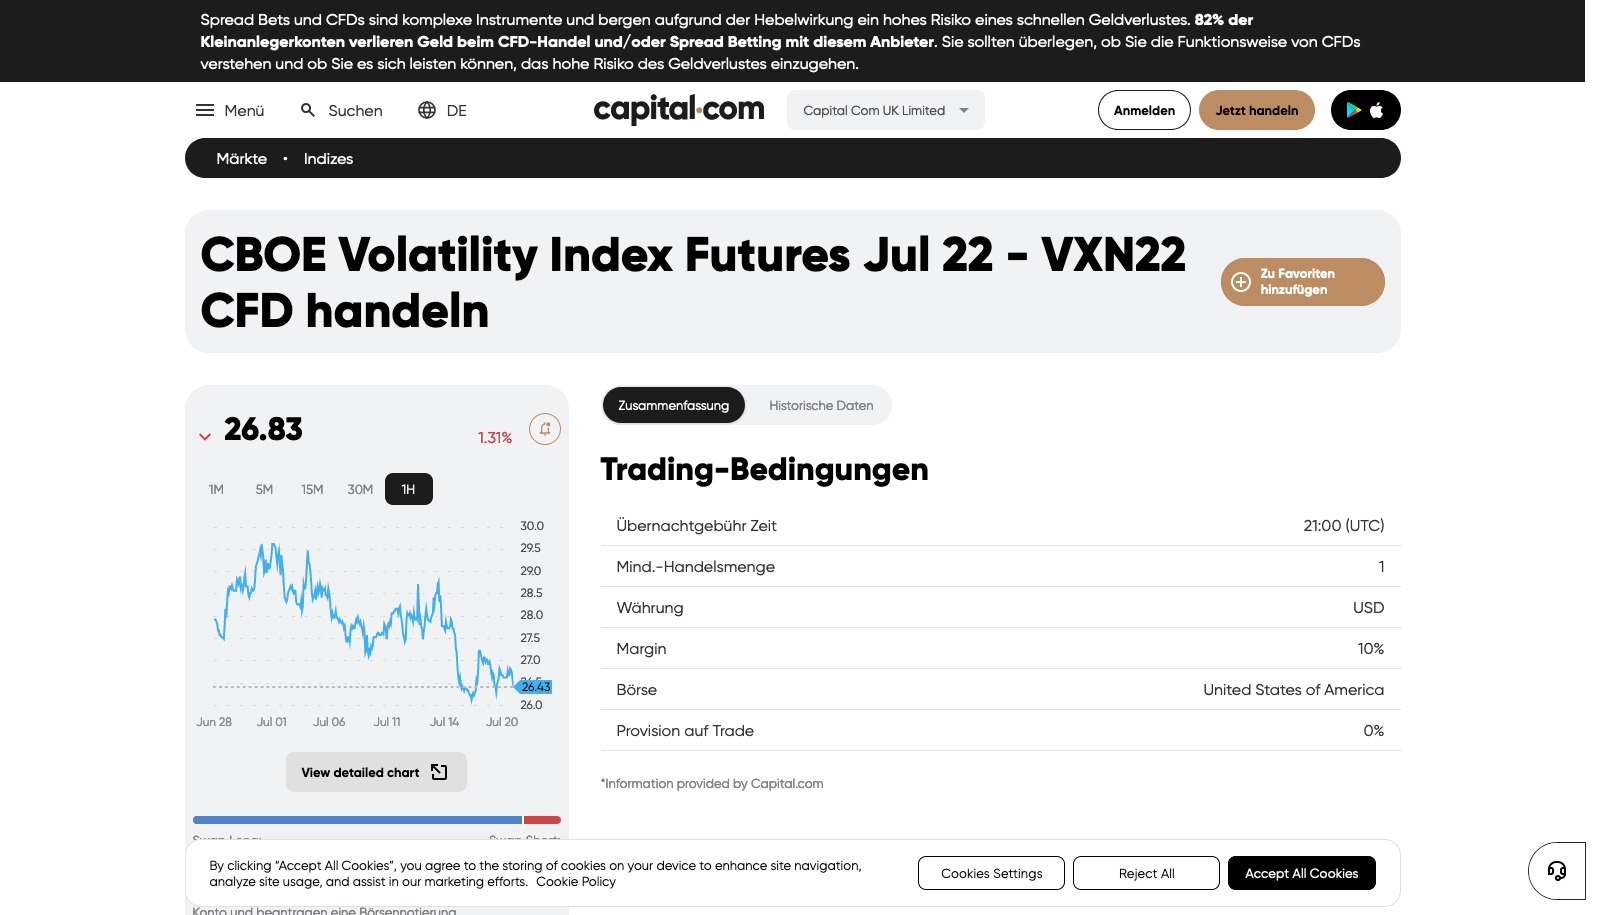 Spread Bets und CFDs sind komplexe Instrumente und bergen aufgrund der Hebelwirkung ein hohes Risiko eines schnellen Geldverlustes. 82% der
Kleinanlegerkonten verlieren Geld beim CFD-Handel und/oder Spread Betting mit diesem Anbieter. Sie sollten überlegen, ob Sie die Funktionsweise von CFDs
verstehen und ob Sie es sich leisten können, das hohe Risiko des Geldverlustes einzugehen.
Menü Suchen DE capital.com Capital Com UK Limited Anmelden Jetzt handeln
Märkte • Indizes
CBOE Volatility Index Futures Jul 22 - VXN22
CFD handeln
Zu Favoriten
hinzufügen
26.83 1.31%
1M 5M 15M 30M 1H
30.0
29.5
29.0
28.5
28.0
27.5
27.0
26.43
26.0
Jun 28 Jul 01 Jul 06 Jul 11 Jul 14 Jul 20
View detailed chart
Zusammenfassung Historische Daten
Trading-Bedingungen
Übernachtgebühr Zeit 21:00 (UTC)
Mind.-Handelsmenge 1
Währung USD
Margin 10%
Börse United States of America
Provision auf Trade 0%
*Information provided by Capital.com
By clicking “Accept All Cookies”, you agree to the storing of cookies on your device to enhance site navigation,
analyze site usage, and assist in our marketing efforts. Cookie Policy
Cookies Settings Reject All Accept All Cookies
Konto und beantragen eine Börsennotierung